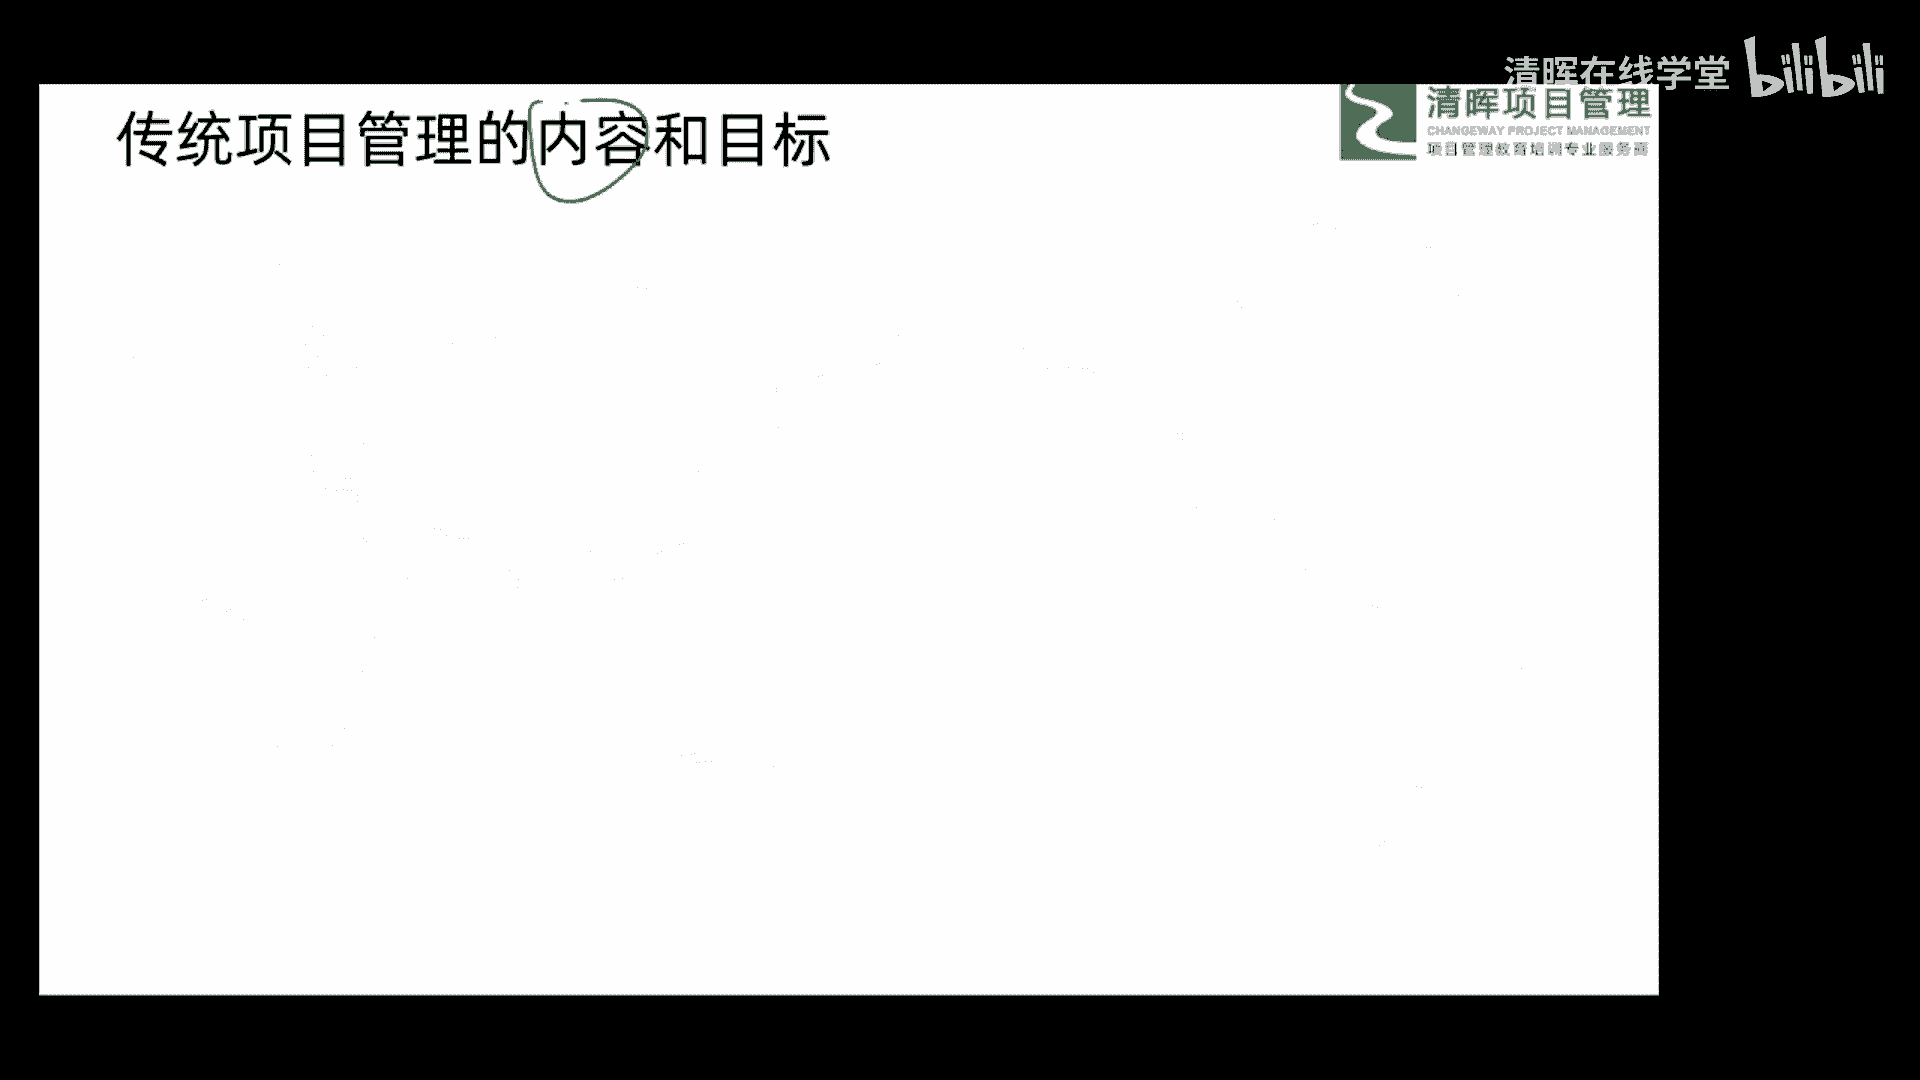 清晖在线学堂 bilibili
传统项目管理的内容和目标
清晖项目管理
CHANGEWAY PROJECT MANAGEMENT
项目管理教育培训专业服务商